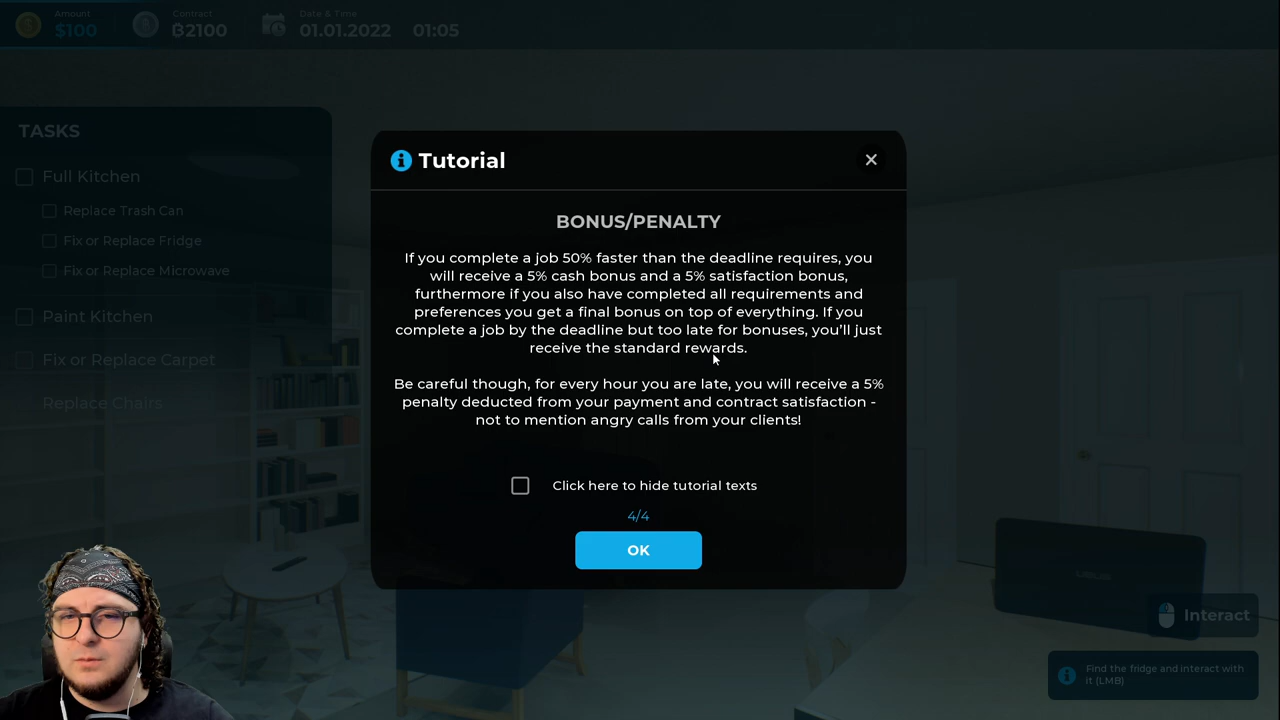 Amount
$100
Contract
₿2100
Date & Time
01.01.2022 01:05
TASKS
Full Kitchen
Replace Trash Can
Fix or Replace Fridge
Fix or Replace Microwave
Paint Kitchen
Fix or Replace Carpet
Replace Chairs
Tutorial
BONUS/PENALTY
If you complete a job 50% faster than the deadline requires, you
will receive a 5% cash bonus and a 5% satisfaction bonus,
furthermore if you also have completed all requirements and
preferences you get a final bonus on top of everything. If you
complete a job by the deadline but too late for bonuses, you’ll just
receive the standard rewards.
Be careful though, for every hour you are late, you will receive a 5%
penalty deducted from your payment and contract satisfaction -
not to mention angry calls from your clients!
Click here to hide tutorial texts
4/4
OK
Interact
Find the fridge and interact with
it (LMB)